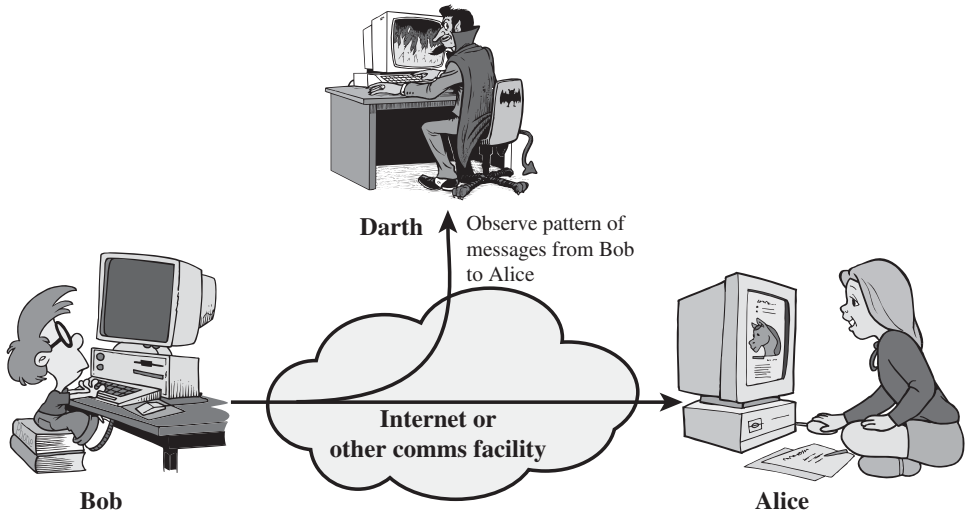 Darth
Observe pattern of
messages from Bob
to Alice
Internet or
other comms facility
Bob
Alice